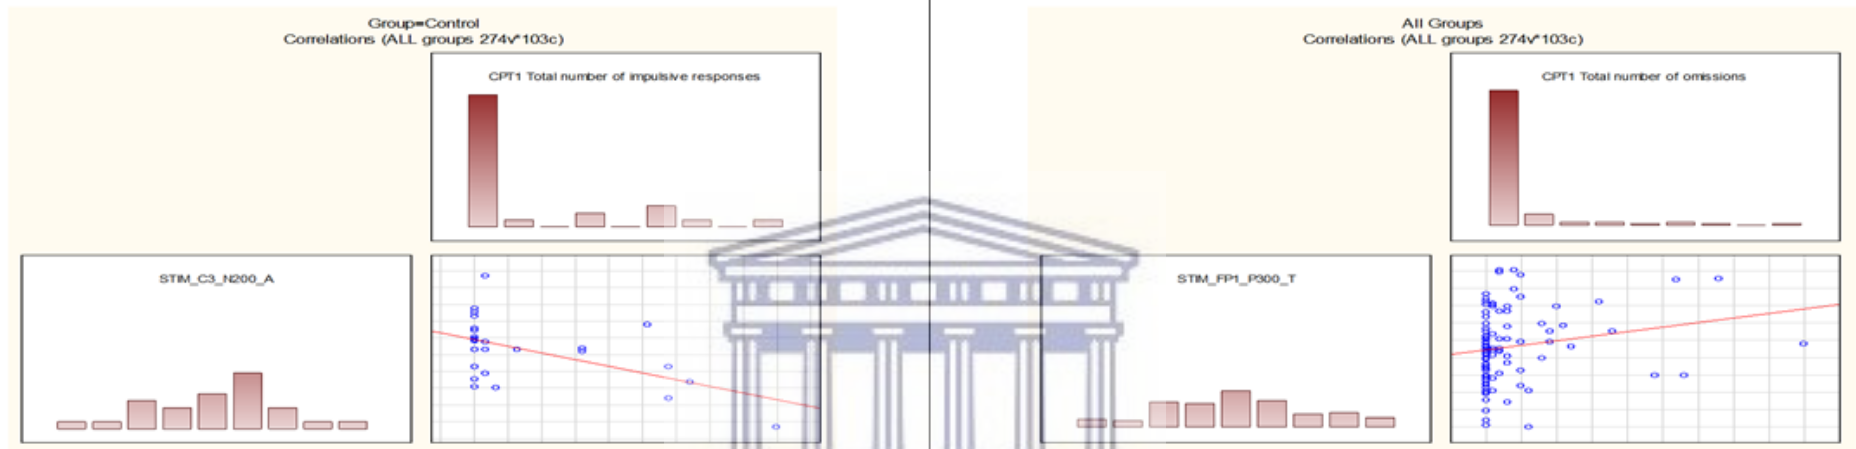 Group=Control
Correlations (ALL groups 274v*103c)
CPT1 Total number of impulsive responses
STIM_C3_N200_A
All Groups
Correlations (ALL groups 274v*103c)
CPT1 Total number of omissions
STIM_FP1_P300_T